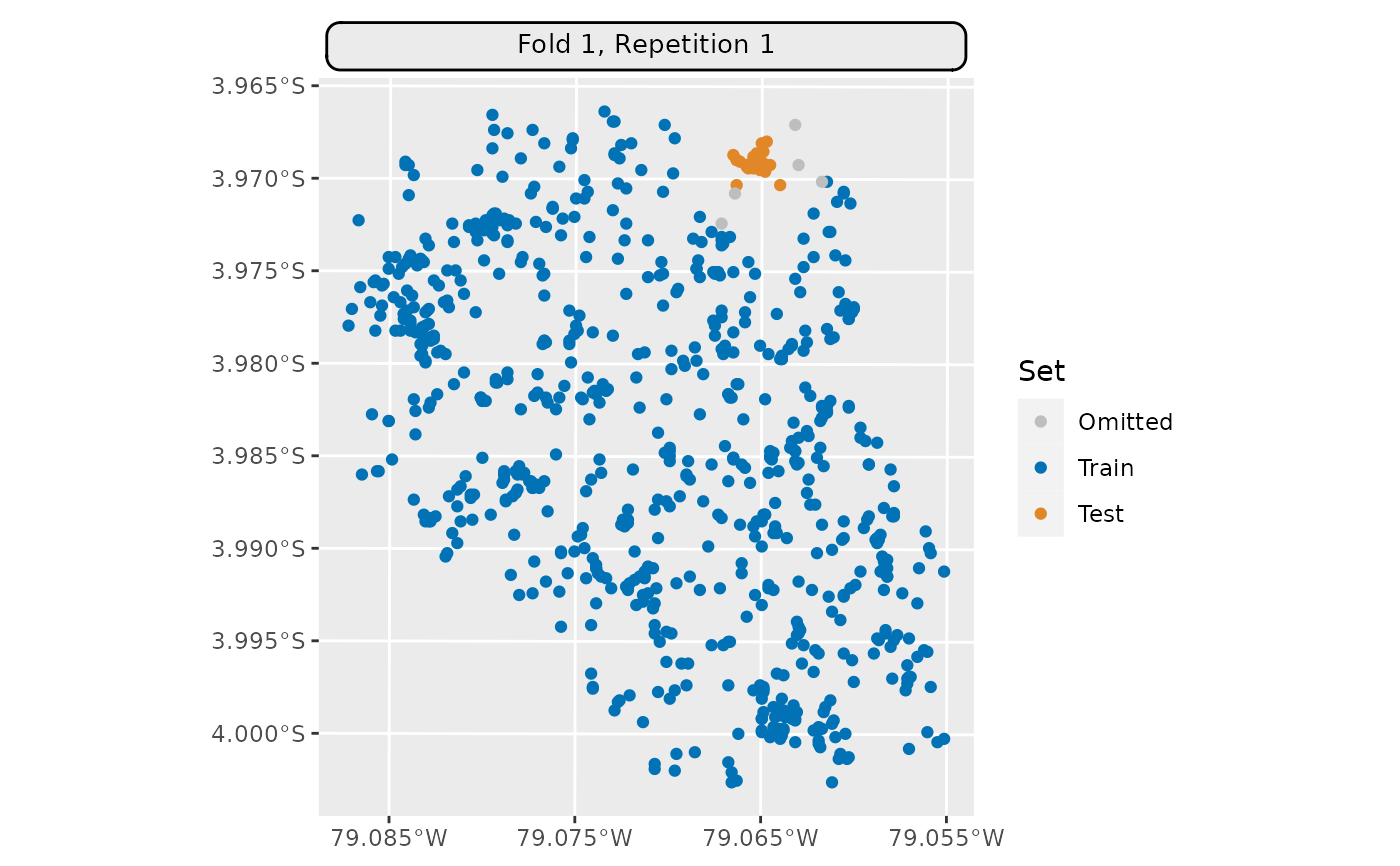 Fold 1, Repetition 1
3.965°S
3.970°S
3.975°S
3.980°S
3.985°S
3.990°S
3.995°S
4.000°S
79.085°W 79.075°W 79.065°W 79.055°W
Set
Omitted
Train
Test